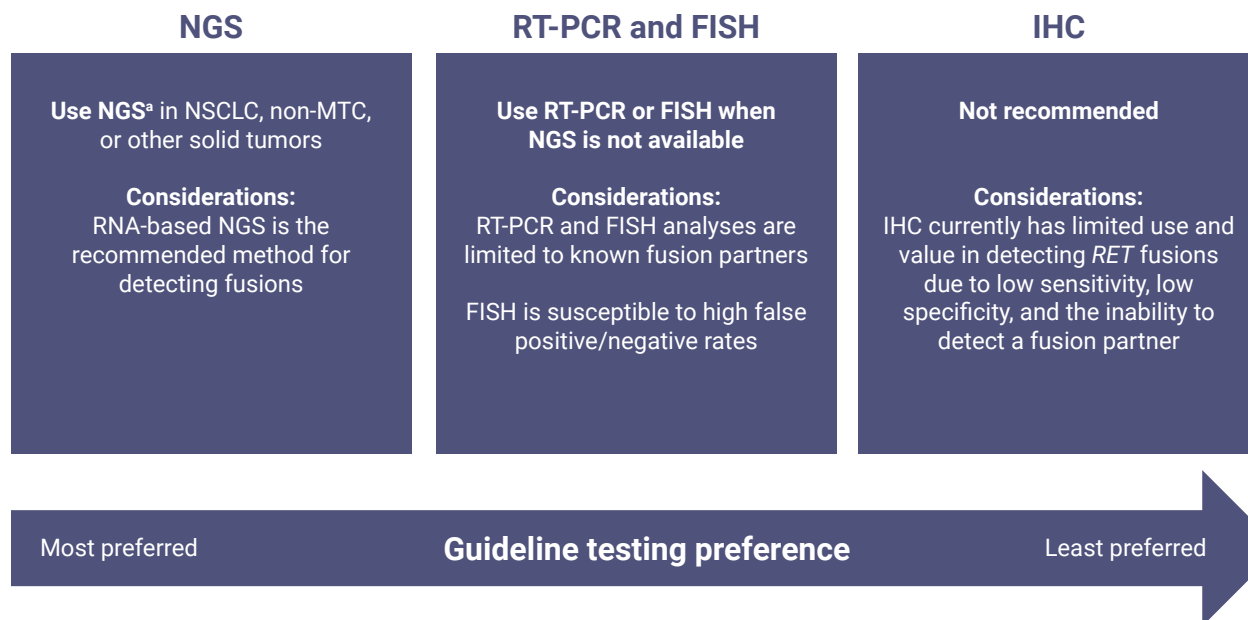 NGS
Use NGSᵃ in NSCLC, non-MTC,
or other solid tumors
Considerations:
RNA-based NGS is the
recommended method for
detecting fusions
RT-PCR and FISH
Use RT-PCR or FISH when
NGS is not available
Considerations:
RT-PCR and FISH analyses are
limited to known fusion partners
FISH is susceptible to high false
positive/negative rates
IHC
Not recommended
Considerations:
IHC currently has limited use and
value in detecting RET fusions
due to low sensitivity, low
specificity, and the inability to
detect a fusion partner
Most preferred
Guideline testing preference
Least preferred